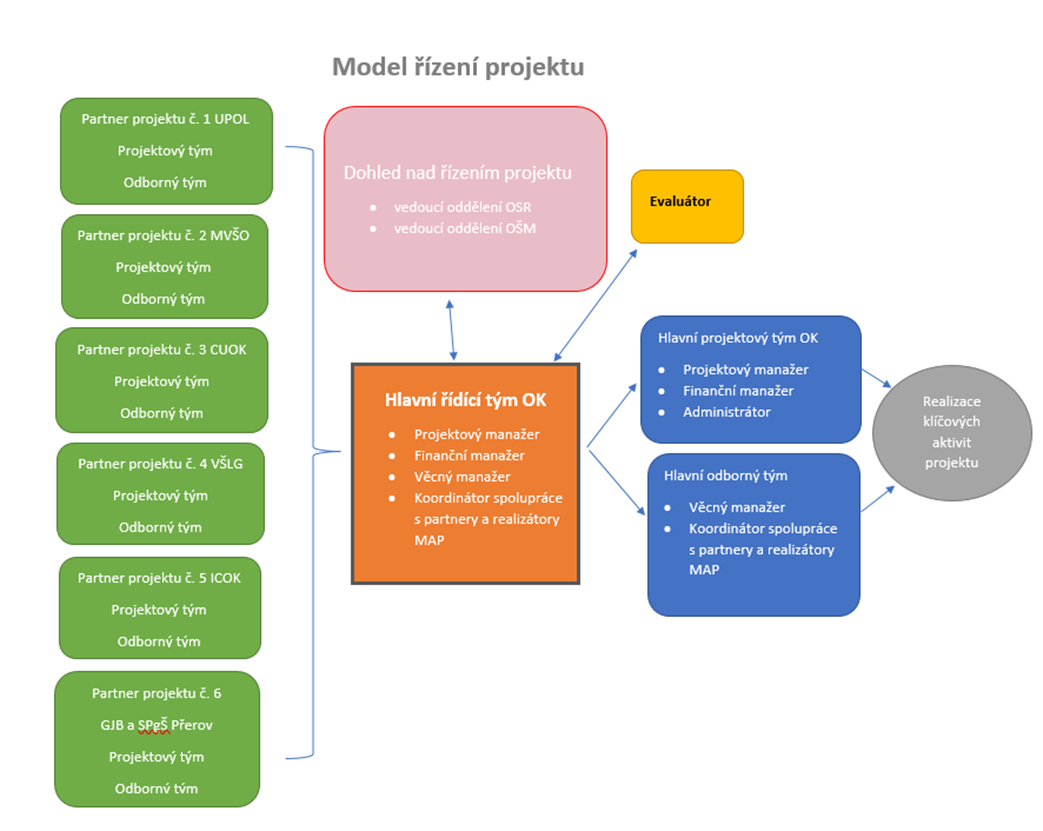 Model řízení projektu
Partner projektu č. 1 UPOL
Projektový tým
Odborný tým
Partner projektu č. 2 MVŠO
Projektový tým
Odborný tým
Partner projektu č. 3 CUOK
Projektový tým
Odborný tým
Partner projektu č. 4 VŠLG
Projektový tým
Odborný tým
Partner projektu č. 5 ICOK
Projektový tým
Odborný tým
Partner projektu č. 6
GJB a SPgŠ Přerov
Projektový tým
Odborný tým
Dohled nad řízením projektu
● vedoucí oddělení OSR
● vedoucí oddělení OŠM
Evaluátor
Hlavní řídící tým OK
● Projektový manažer
● Finanční manažer
● Věcný manažer
● Koordinátor spolupráce
s partnery a realizátory
MAP
Hlavní projektový tým OK
● Projektový manažer
● Finanční manažer
● Administrátor
Hlavní odborný tým
● Věcný manažer
● Koordinátor spolupráce
s partnery a realizátory
MAP
Realizace
klíčových
aktivit
projektu